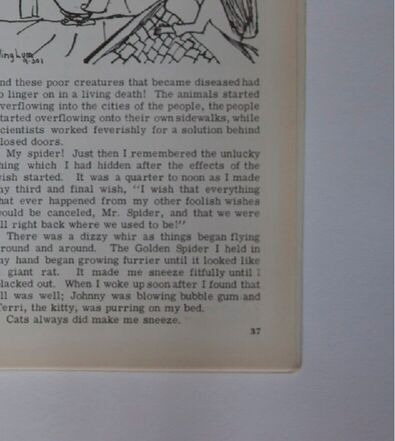 nd these poor creatures that became diseased had
o linger on in a living death! The animals started
verflowing into the cities of the people, the people
tarted overflowing onto their own sidewalks, while
cientists worked feverishly for a solution behind
losed doors.
My spider! Just then I remembered the unlucky
hing which I had hidden after the effects of the
ish started. It was a quarter to noon as I made
y third and final wish, "I wish that everything
hat ever happened from my other foolish wishes
ould be canceled, Mr. Spider, and that we were
ll right back where we used to be!"
There was a dizzy whir as things began flying
round and around. The Golden Spider I held in
y hand began growing furrier until it looked like
giant rat. It made me sneeze fitfully until I
lacked out. When I woke up soon after I found that
ll was well; Johnny was blowing bubble gum and
erri, the kitty, was purring on my bed.
Cats always did make me sneeze.
37